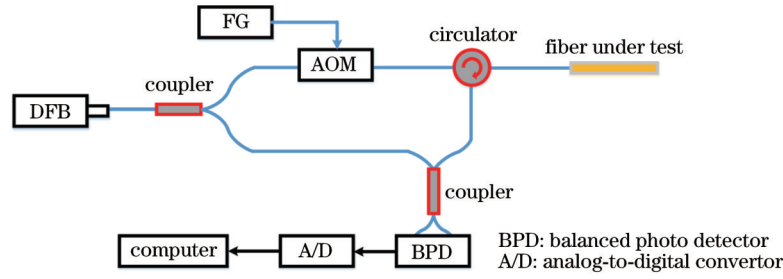 FG
circulator
fiber under test
AOM
coupler
DFB
coupler
computer
A/D
BPD
BPD: balanced photo detector
A/D: analog-to-digital convertor